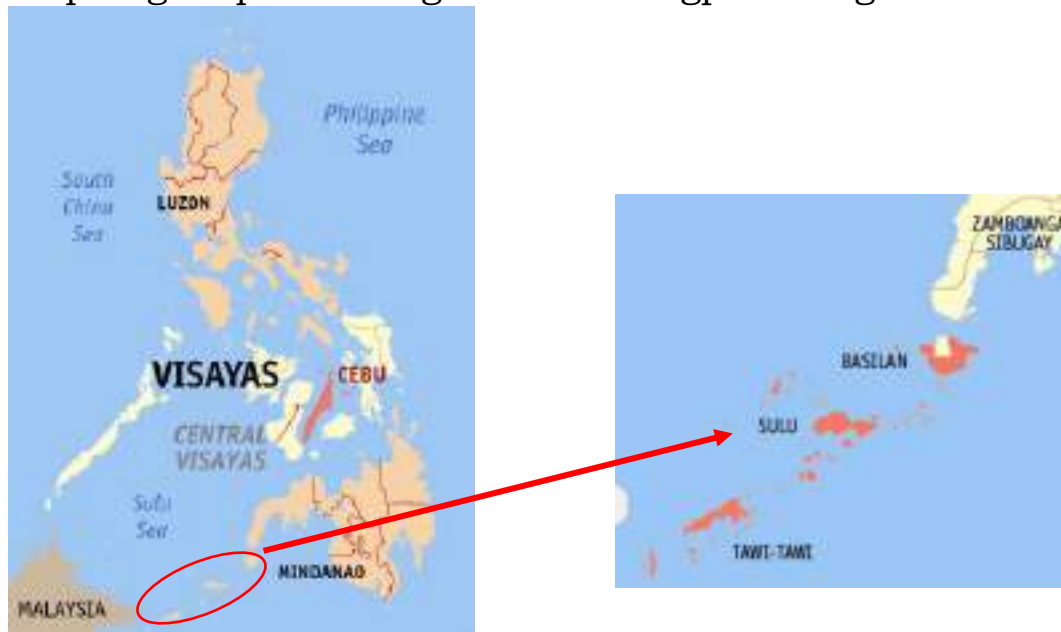 Philippine
Sea
South
China
Sea
LUZON
VISAYAS
CEBU
CENTRAL
VISAYAS
Sulu
Sea
MINDANAO
MALAYSIA
ZAMBOANGA
SIBUGAY
BASILAN
SULU
TAWI-TAWI